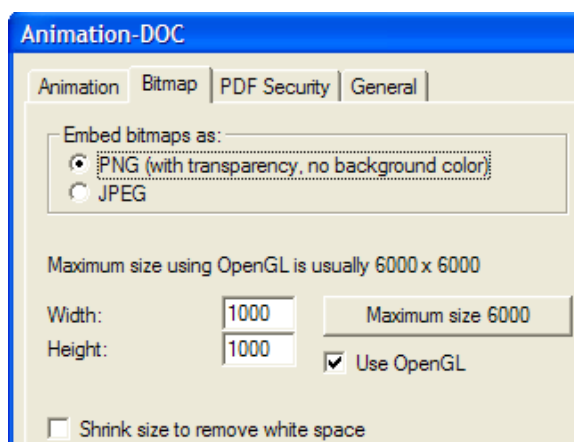 Animation-DOC
Animation Bitmap PDF Security General
Embed bitmaps as:
PNG (with transparency, no background color)
JPEG
Maximum size using OpenGL is usually 6000 x 6000
Width: 1000 Maximum size 6000
Height: 1000 Use OpenGL
Shrink size to remove white space